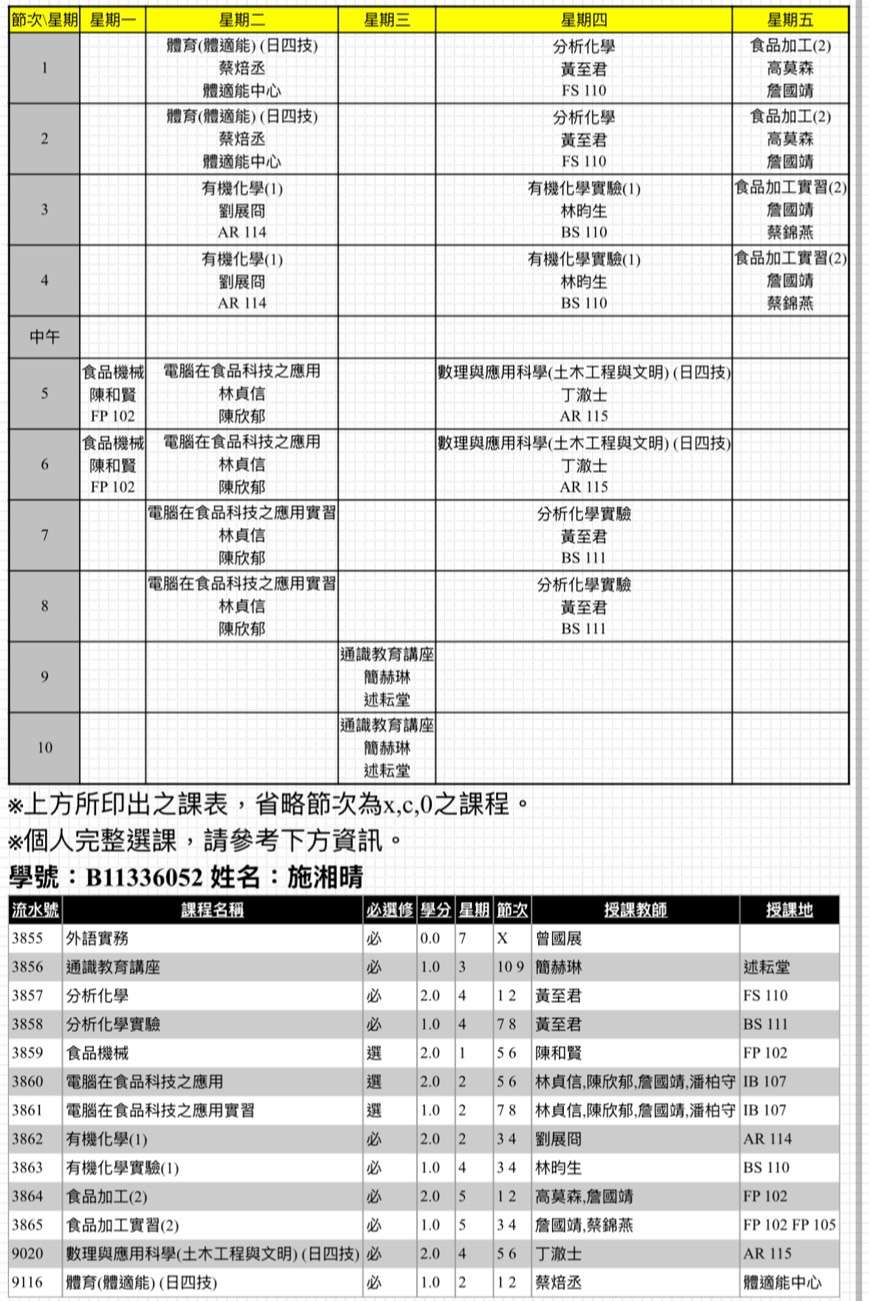 節次\星期 星期一 星期二 星期三 星期四 星期五
1
體育(體適能) (日四技)
蔡焙丞
體適能中心
分析化學
黃至君
FS 110
食品加工(2)
高莫森
詹國靖
2
體育(體適能) (日四技)
蔡焙丞
體適能中心
分析化學
黃至君
FS 110
食品加工(2)
高莫森
詹國靖
3
有機化學(1)
劉展冏
AR 114
有機化學實驗(1)
林昀生
BS 110
食品加工實習(2)
詹國靖
蔡錦燕
4
有機化學(1)
劉展冏
AR 114
有機化學實驗(1)
林昀生
BS 110
食品加工實習(2)
詹國靖
蔡錦燕
中午
5
食品機械
陳和賢
FP 102
電腦在食品科技之應用
林貞信
陳欣郁
數理與應用科學(土木工程與文明) (日四技)
丁澈士
AR 115
6
食品機械
陳和賢
FP 102
電腦在食品科技之應用
林貞信
陳欣郁
數理與應用科學(土木工程與文明) (日四技)
丁澈士
AR 115
7
電腦在食品科技之應用實習
林貞信
陳欣郁
分析化學實驗
黃至君
BS 111
8
電腦在食品科技之應用實習
林貞信
陳欣郁
分析化學實驗
黃至君
BS 111
9
通識教育講座
簡赫琳
述耘堂
10
通識教育講座
簡赫琳
述耘堂
※上方所印出之課表，省略節次為x,c,0之課程。
※個人完整選課，請參考下方資訊。
學號：B11336052 姓名：施湘晴
流水號 課程名稱 必選修 學分 星期 節次 授課教師 授課地
3855 外語實務 必 0.0 7 X 曾國展
3856 通識教育講座 必 1.0 3 10 9 簡赫琳 述耘堂
3857 分析化學 必 2.0 4 1 2 黃至君 FS 110
3858 分析化學實驗 必 1.0 4 7 8 黃至君 BS 111
3859 食品機械 選 2.0 1 5 6 陳和賢 FP 102
3860 電腦在食品科技之應用 選 2.0 2 5 6 林貞信,陳欣郁,詹國靖,潘柏守 IB 107
3861 電腦在食品科技之應用實習 選 1.0 2 7 8 林貞信,陳欣郁,詹國靖,潘柏守 IB 107
3862 有機化學(1) 必 2.0 2 3 4 劉展冏 AR 114
3863 有機化學實驗(1) 必 1.0 4 3 4 林昀生 BS 110
3864 食品加工(2) 必 2.0 5 1 2 高莫森,詹國靖 FP 102
3865 食品加工實習(2) 必 1.0 5 3 4 詹國靖,蔡錦燕 FP 102 FP 105
9020 數理與應用科學(土木工程與文明) (日四技) 必 2.0 4 5 6 丁澈士 AR 115
9116 體育(體適能) (日四技) 必 1.0 2 1 2 蔡焙丞 體適能中心